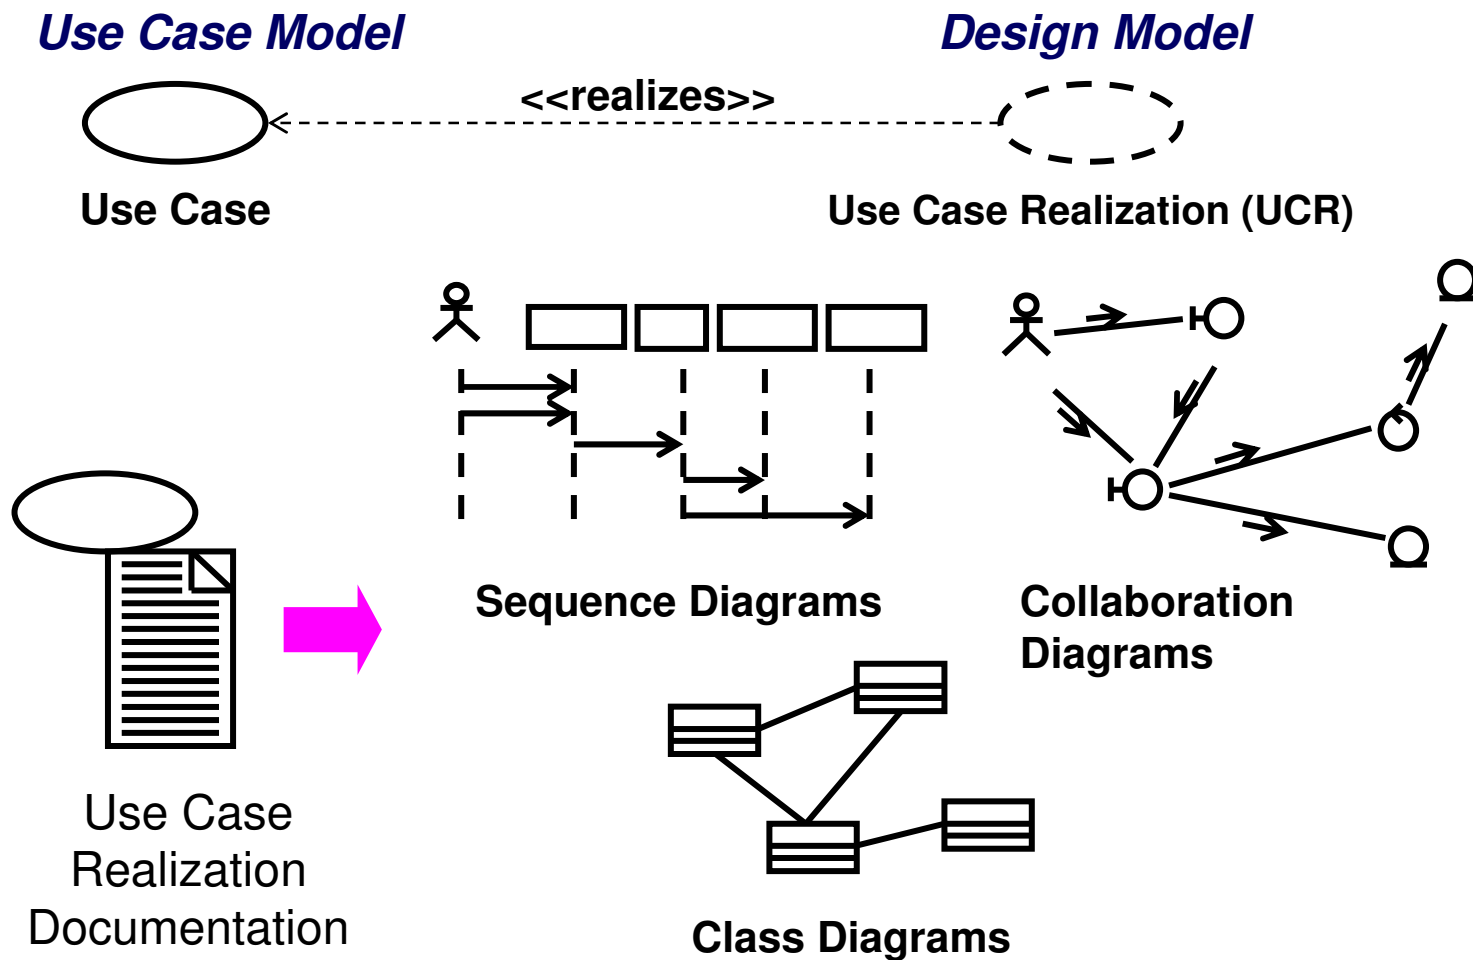 Use Case Model
Design Model
<<realizes>>
Use Case
Use Case Realization (UCR)
Sequence Diagrams
Collaboration
Diagrams
Use Case
Realization
Documentation
Class Diagrams